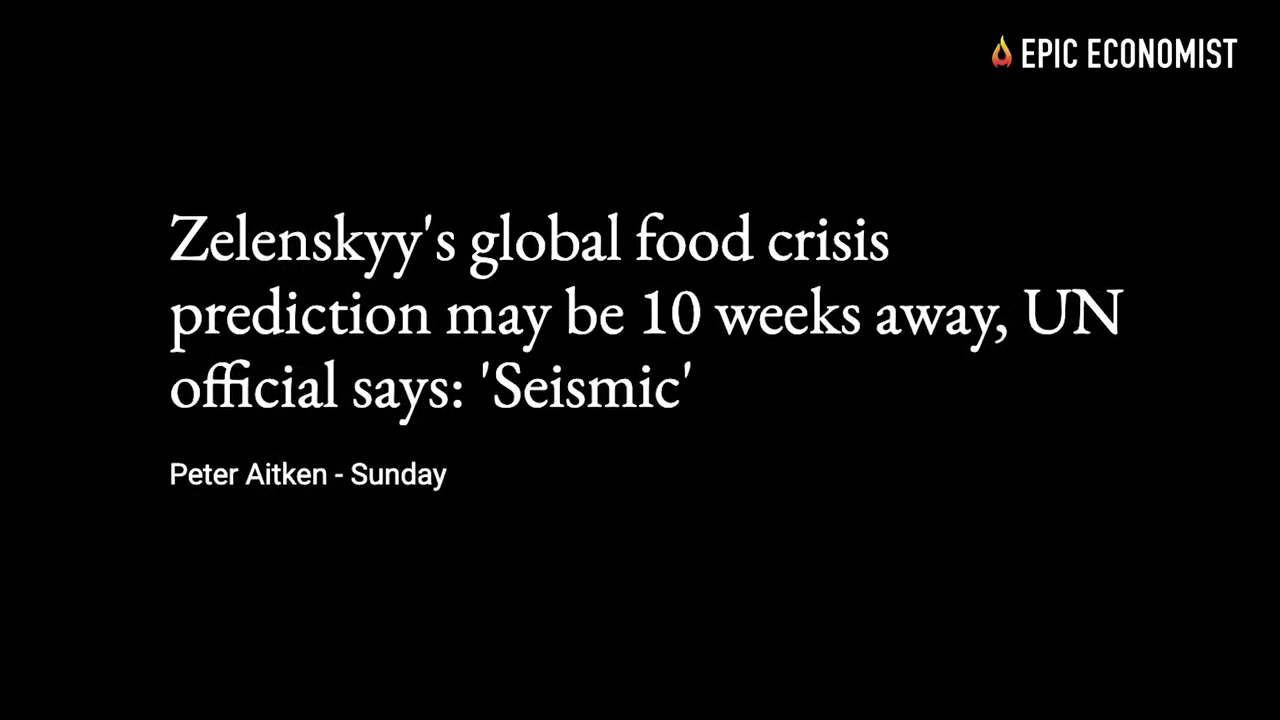 EPIC ECONOMIST
Zelenskyy's global food crisis
prediction may be 10 weeks away, UN
official says: 'Seismic'
Peter Aitken - Sunday